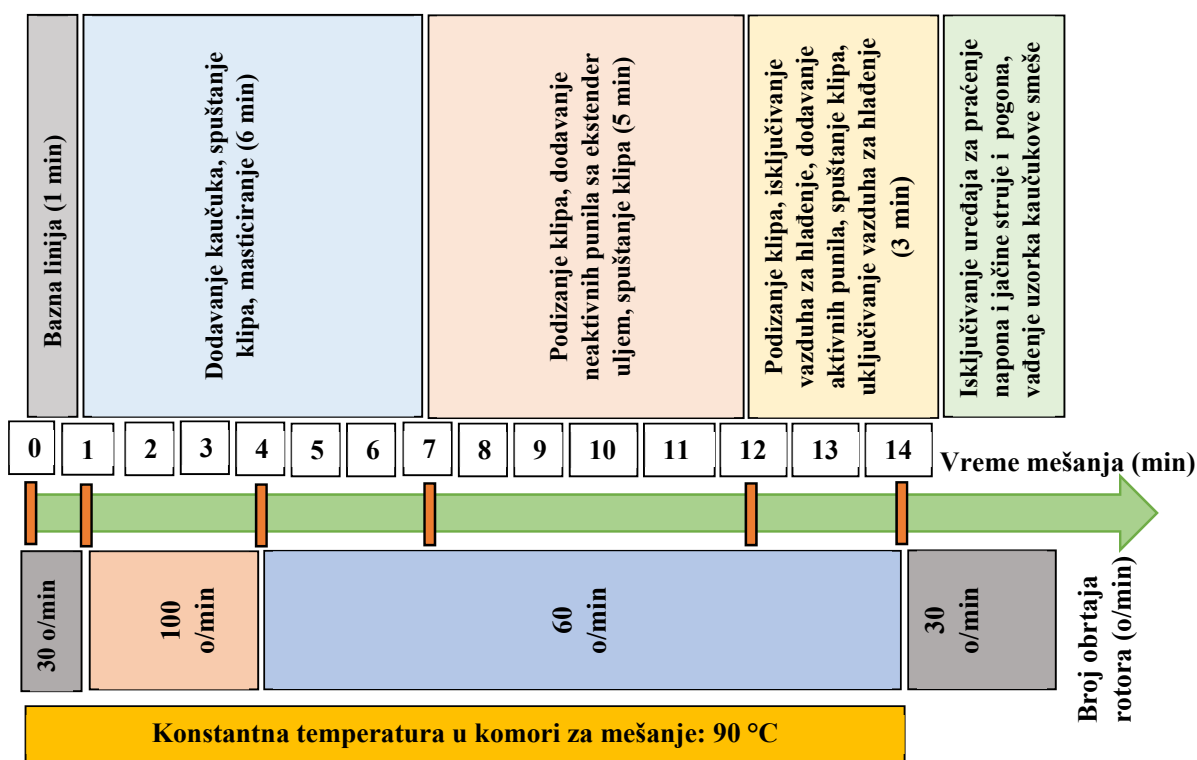 Bazna linija (1 min)
Dodavanje kaučuka, spuštanje
klipa, masticiranje (6 min)
Podizanje klipa, dodavanje
neaktivnih punila sa ekstender
uljem, spuštanje klipa (5 min)
Podizanje klipa, isključivanje
vazduha za hlađenje, dodavanje
aktivnih punila, spuštanje klipa,
uključivanje vazduha za hlađenje
(3 min)
Isključivanje uređaja za praćenje
napona i jačine struje i pogona,
vađenje uzorka kaučukove smeše
0 1 2 3 4 5 6 7 8 9 10 11 12 13 14
Vreme mešanja (min)
30 o/min
100
o/min
60
o/min
30
o/min
Broj obrtaja
rotora (o/min)
Konstantna temperatura u komori za mešanje: 90 °C